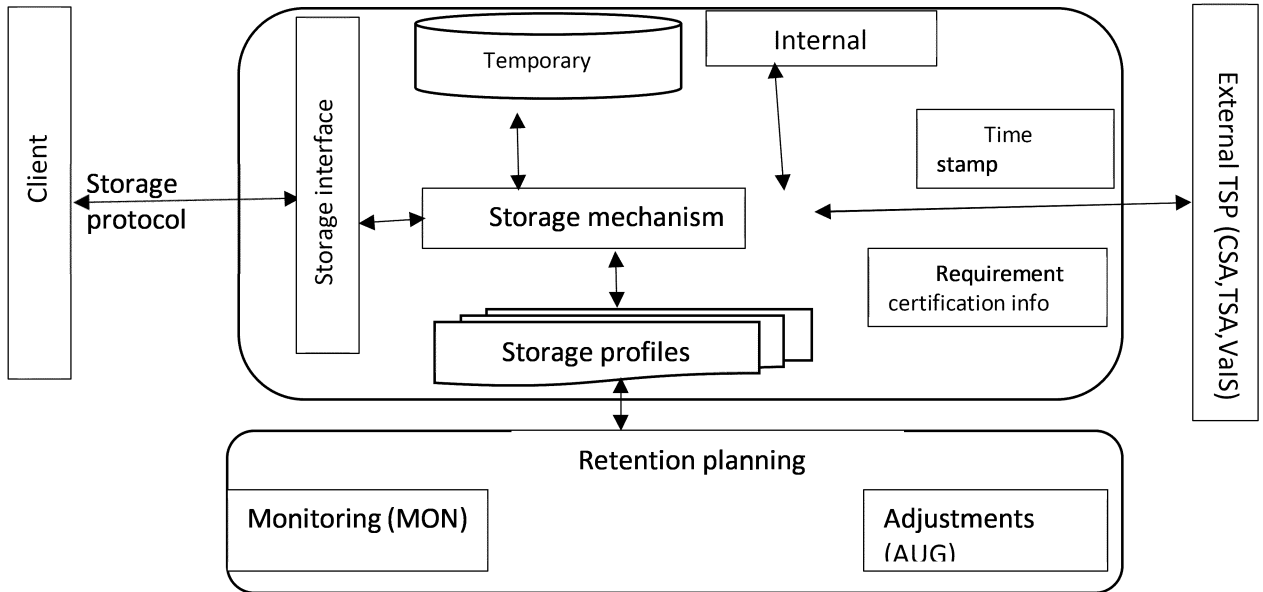 Client
Storage
protocol
Storage interface
Temporary
Internal
Time
stamp
Storage mechanism
Requirement
certification info
Storage profiles
External TSP (CSA,TSA,ValS)
Retention planning
Monitoring (MON)
Adjustments
(AUG)